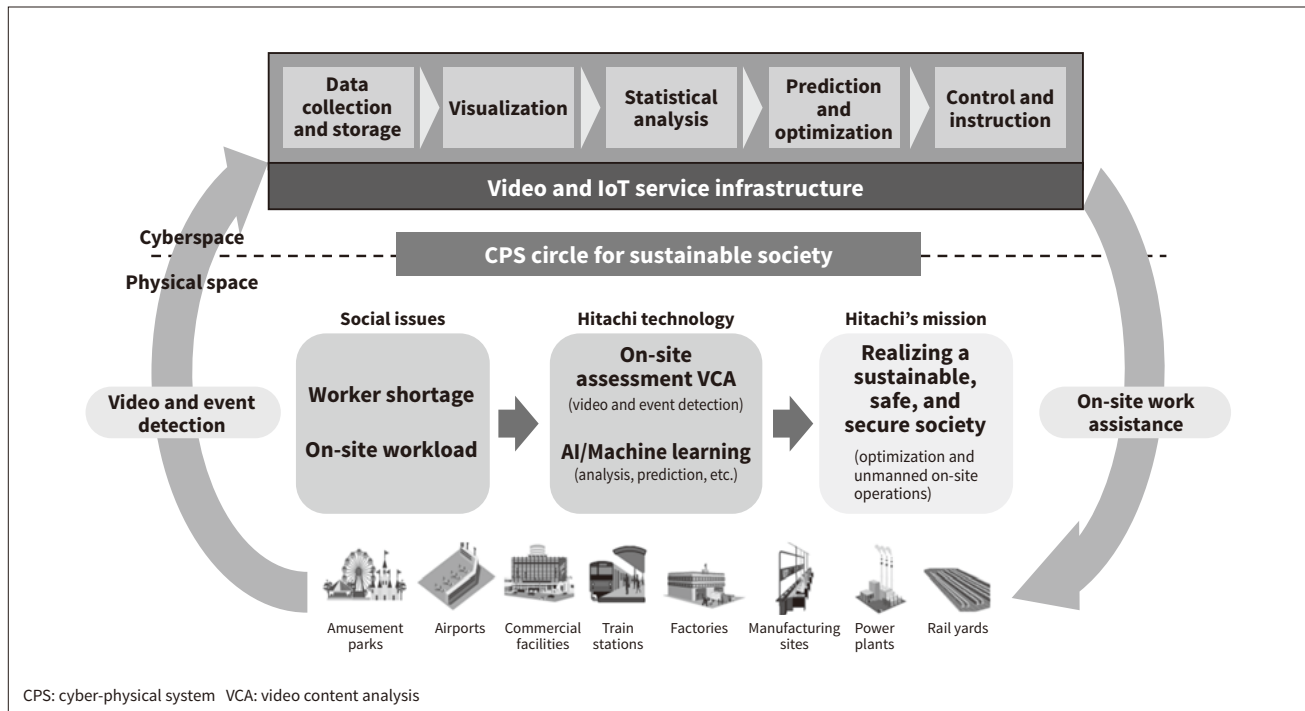 Data
collection
and storage
Visualization
Statistical
analysis
Prediction
and
optimization
Control and
instruction
Video and IoT service infrastructure
Cyberspace
CPS circle for sustainable society
Physical space
Social issues
Worker shortage
On-site workload
Hitachi technology
On-site
assessment VCA
(video and event detection)
AI/Machine learning
(analysis, prediction, etc.)
Hitachi’s mission
Realizing a
sustainable,
safe, and
secure society
(optimization and
unmanned on-site
operations)
Video and event
detection
On-site work
assistance
Amusement
parks
Airports
Commercial
facilities
Train
stations
Factories
Manufacturing
sites
Power
plants
Rail yards
CPS: cyber-physical system VCA: video content analysis